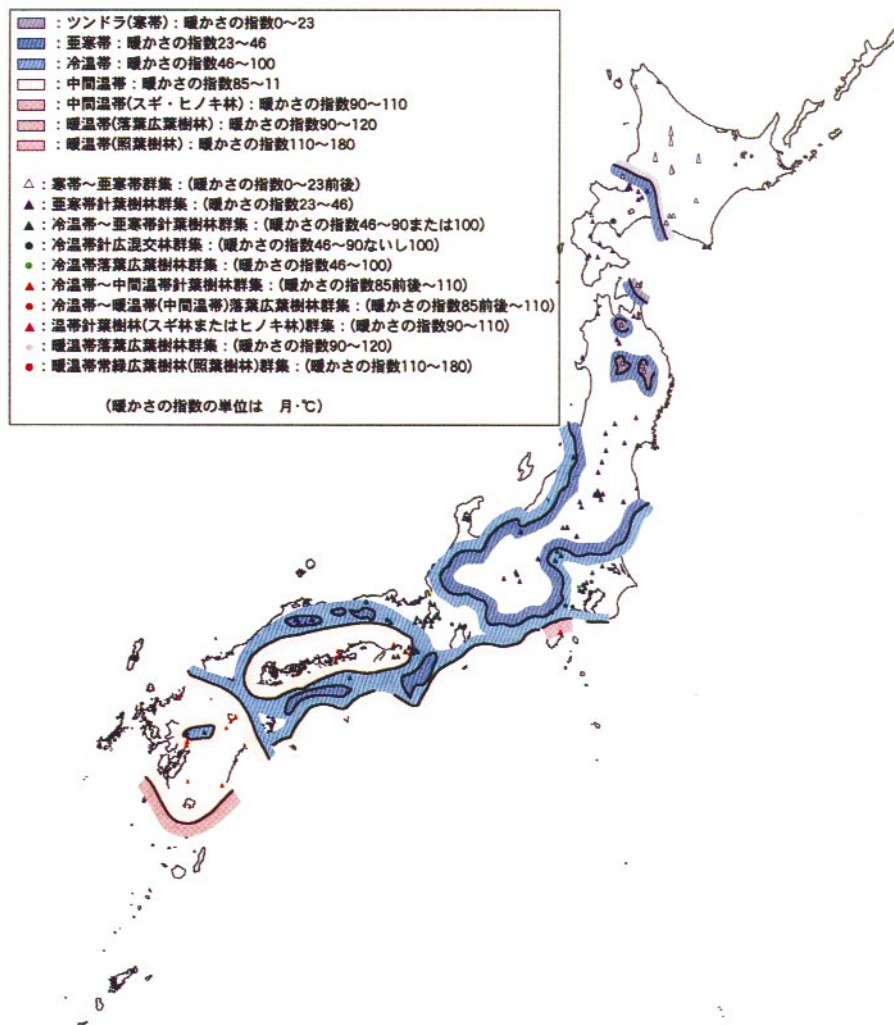 ：ツンドラ(寒帯)：暖かさの指数0〜23
：亜寒帯：暖かさの指数23〜46
：冷温帯：暖かさの指数46〜100
：中間温帯：暖かさの指数85〜11
：中間温帯(スギ・ヒノキ林)：暖かさの指数90〜110
：暖温帯(落葉広葉樹林)：暖かさの指数90〜120
：暖温帯(照葉樹林)：暖かさの指数110〜180
△：寒帯〜亜寒帯群集：(暖かさの指数0〜23前後)
▲：亜寒帯針葉樹林群集：(暖かさの指数23〜46)
▲：冷温帯〜亜寒帯針葉樹林群集：(暖かさの指数46〜90または100)
●：冷温帯針広混交林群集：(暖かさの指数46〜90ないし100)
●：冷温帯落葉広葉樹林群集：(暖かさの指数46〜100)
▲：冷温帯〜中間温帯針葉樹林群集：(暖かさの指数85前後〜110)
●：冷温帯〜暖温帯(中間温帯)落葉広葉樹林群集：(暖かさの指数85前後〜110)
▲：温帯針葉樹林(スギ林またはヒノキ林)群集：(暖かさの指数90〜110)
●：暖温帯落葉広葉樹林群集：(暖かさの指数90〜120)
●：暖温帯常緑広葉樹林(照葉樹林)群集：(暖かさの指数110〜180)
(暖かさの指数の単位は　月・℃)